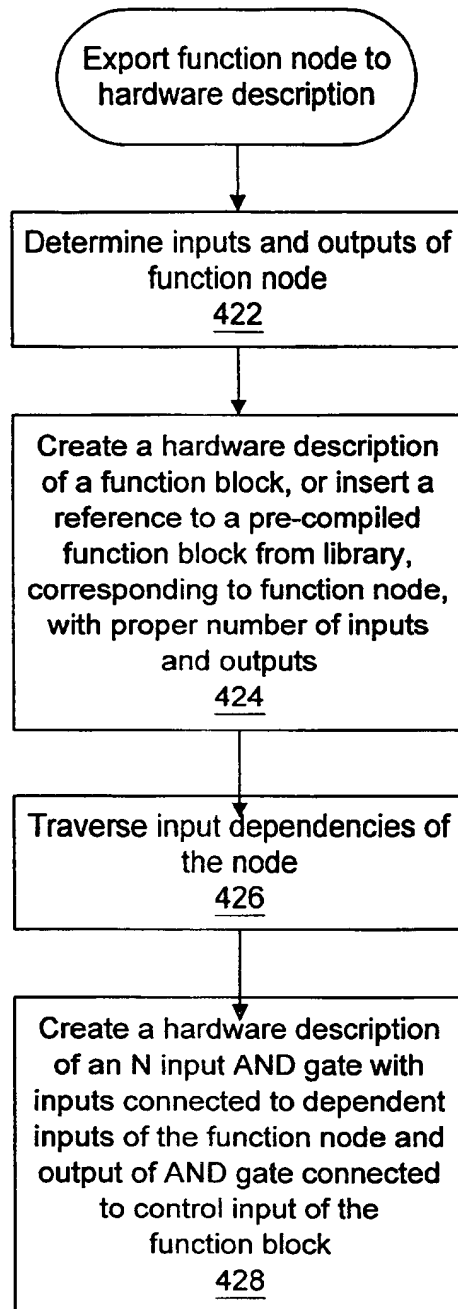 Export function node to
hardware description
Determine inputs and outputs of
function node
422
Create a hardware description
of a function block, or insert a
reference to a pre-compiled
function block from library,
corresponding to function node,
with proper number of inputs
and outputs
424
Traverse input dependencies of
the node
426
Create a hardware description
of an N input AND gate with
inputs connected to dependent
inputs of the function node and
output of AND gate connected
to control input of the
function block
428